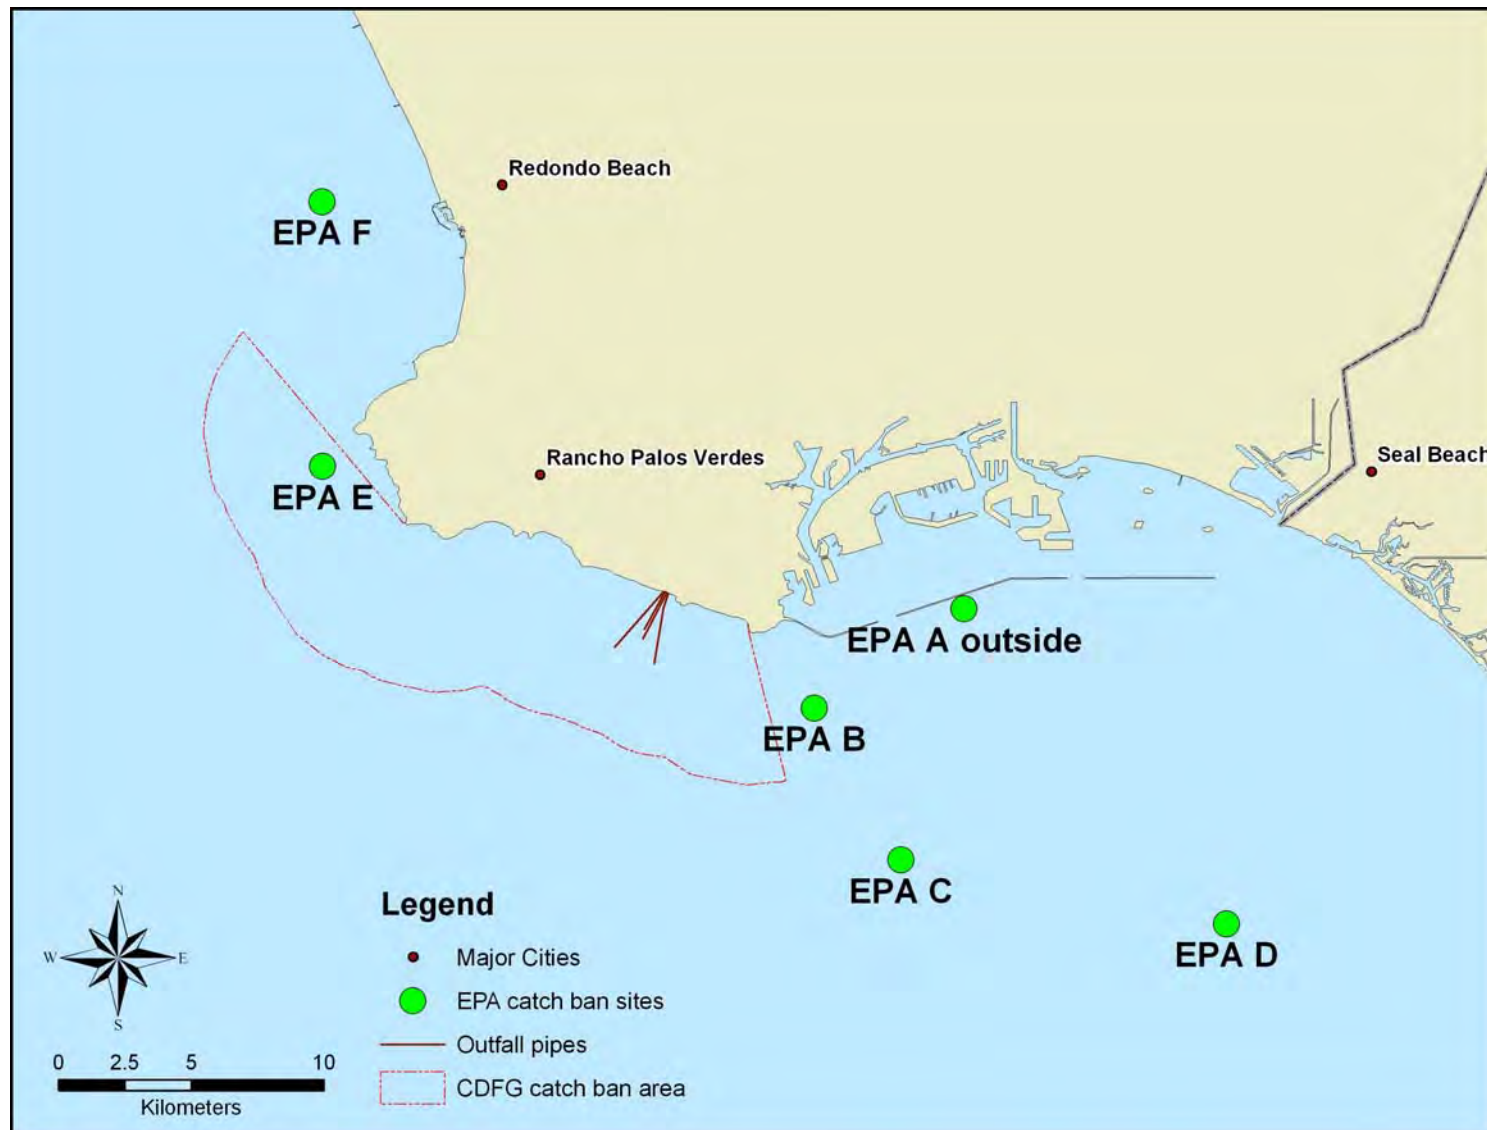 Redondo Beach
EPA F
Rancho Palos Verdes
Seal Beach
EPA E
EPA A outside
EPA B
EPA C
EPA D
N
W E
S
0 2.5 5 10
Kilometers
Legend
Major Cities
EPA catch ban sites
Outfall pipes
CDFG catch ban area